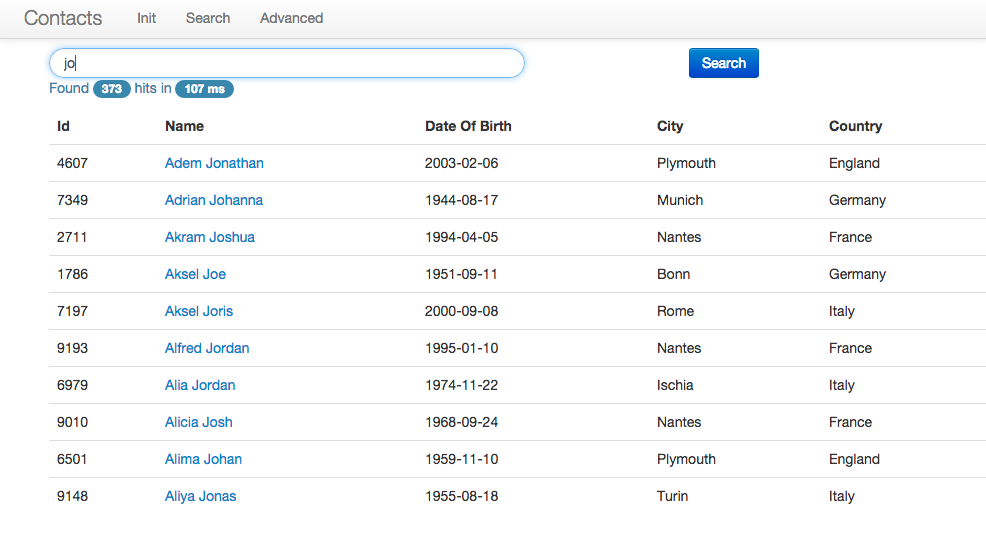 Contacts Init Search Advanced
jo Search
Found 373 hits in 107 ms
Id Name Date Of Birth City Country
4607 Adem Jonathan 2003-02-06 Plymouth England
7349 Adrian Johanna 1944-08-17 Munich Germany
2711 Akram Joshua 1994-04-05 Nantes France
1786 Aksel Joe 1951-09-11 Bonn Germany
7197 Aksel Joris 2000-09-08 Rome Italy
9193 Alfred Jordan 1995-01-10 Nantes France
6979 Alia Jordan 1974-11-22 Ischia Italy
9010 Alicia Josh 1968-09-24 Nantes France
6501 Alima Johan 1959-11-10 Plymouth England
9148 Aliya Jonas 1955-08-18 Turin Italy